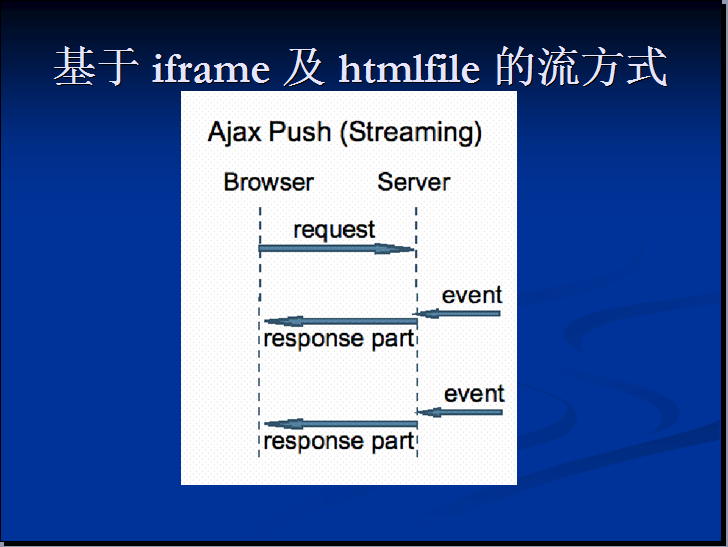 基于 iframe 及 htmlfile 的流方式
Ajax Push (Streaming)
Browser Server
request
event
response part
event
response part